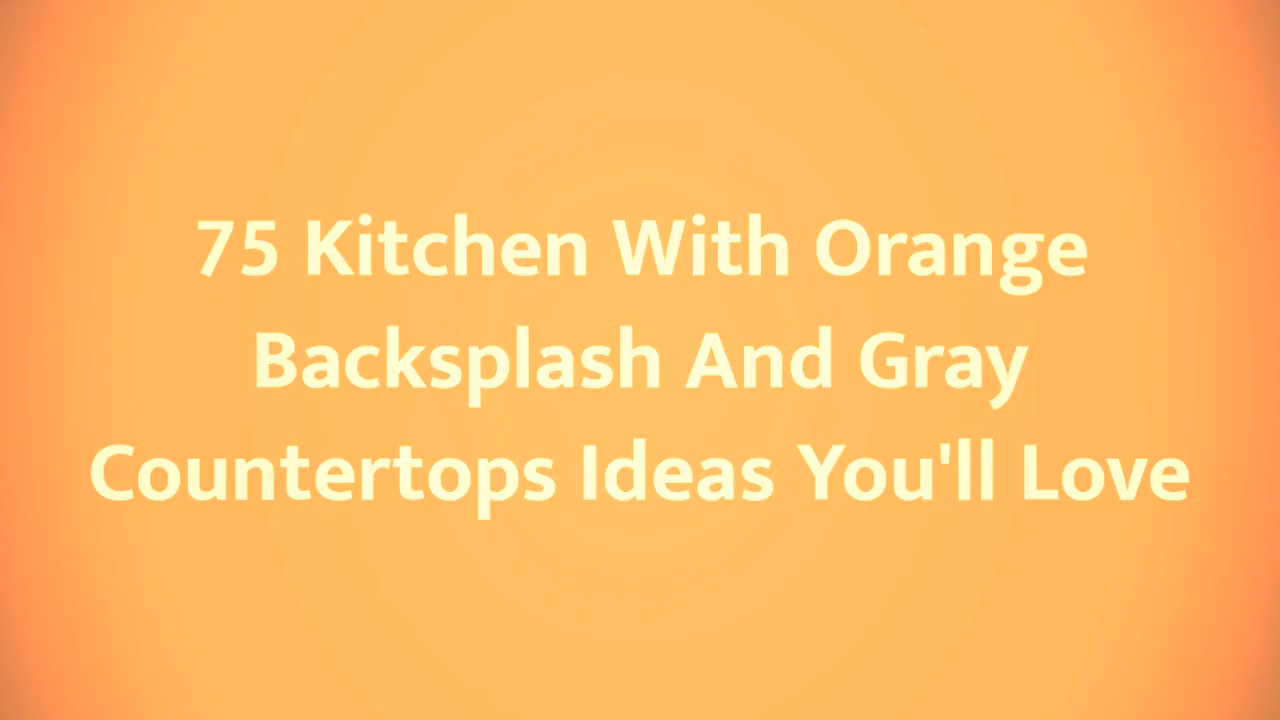 75 Kitchen With Orange
Backsplash And Gray
Countertops Ideas You'll Love